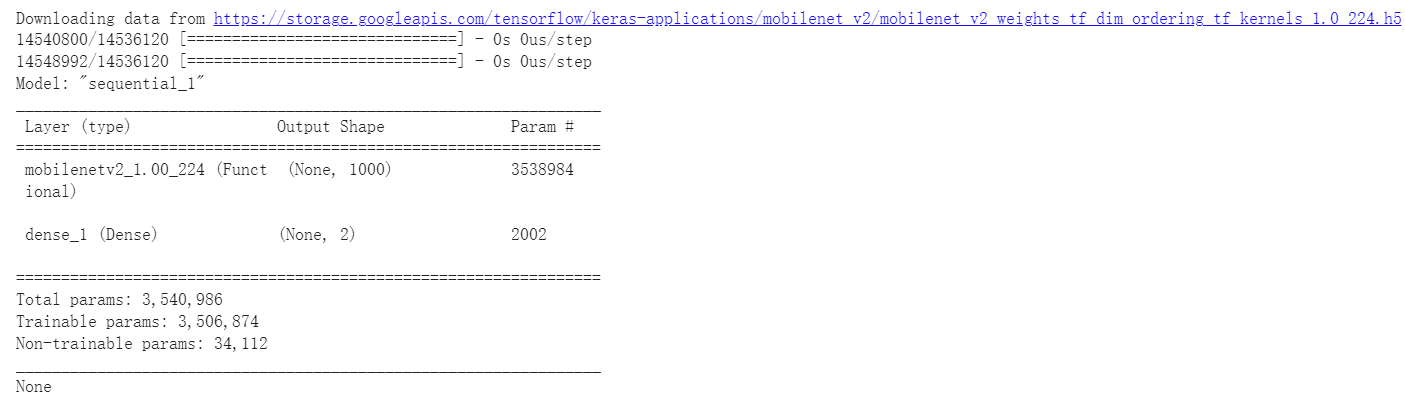 Downloading data from https://storage.googleapis.com/tensorflow/keras-applications/mobilenet_v2/mobilenet_v2_weights_tf_dim_ordering_tf_kernels_1.0_224.h5
14540800/14536120 [==============================] - 0s 0us/step
14548992/14536120 [==============================] - 0s 0us/step
Model: "sequential_1"
_________________________________________________________________
Layer (type) Output Shape Param #
=================================================================
mobilenetv2_1.00_224 (Funct (None, 1000) 3538984
ional)
dense_1 (Dense) (None, 2) 2002
=================================================================
Total params: 3,540,986
Trainable params: 3,506,874
Non-trainable params: 34,112
_________________________________________________________________
None